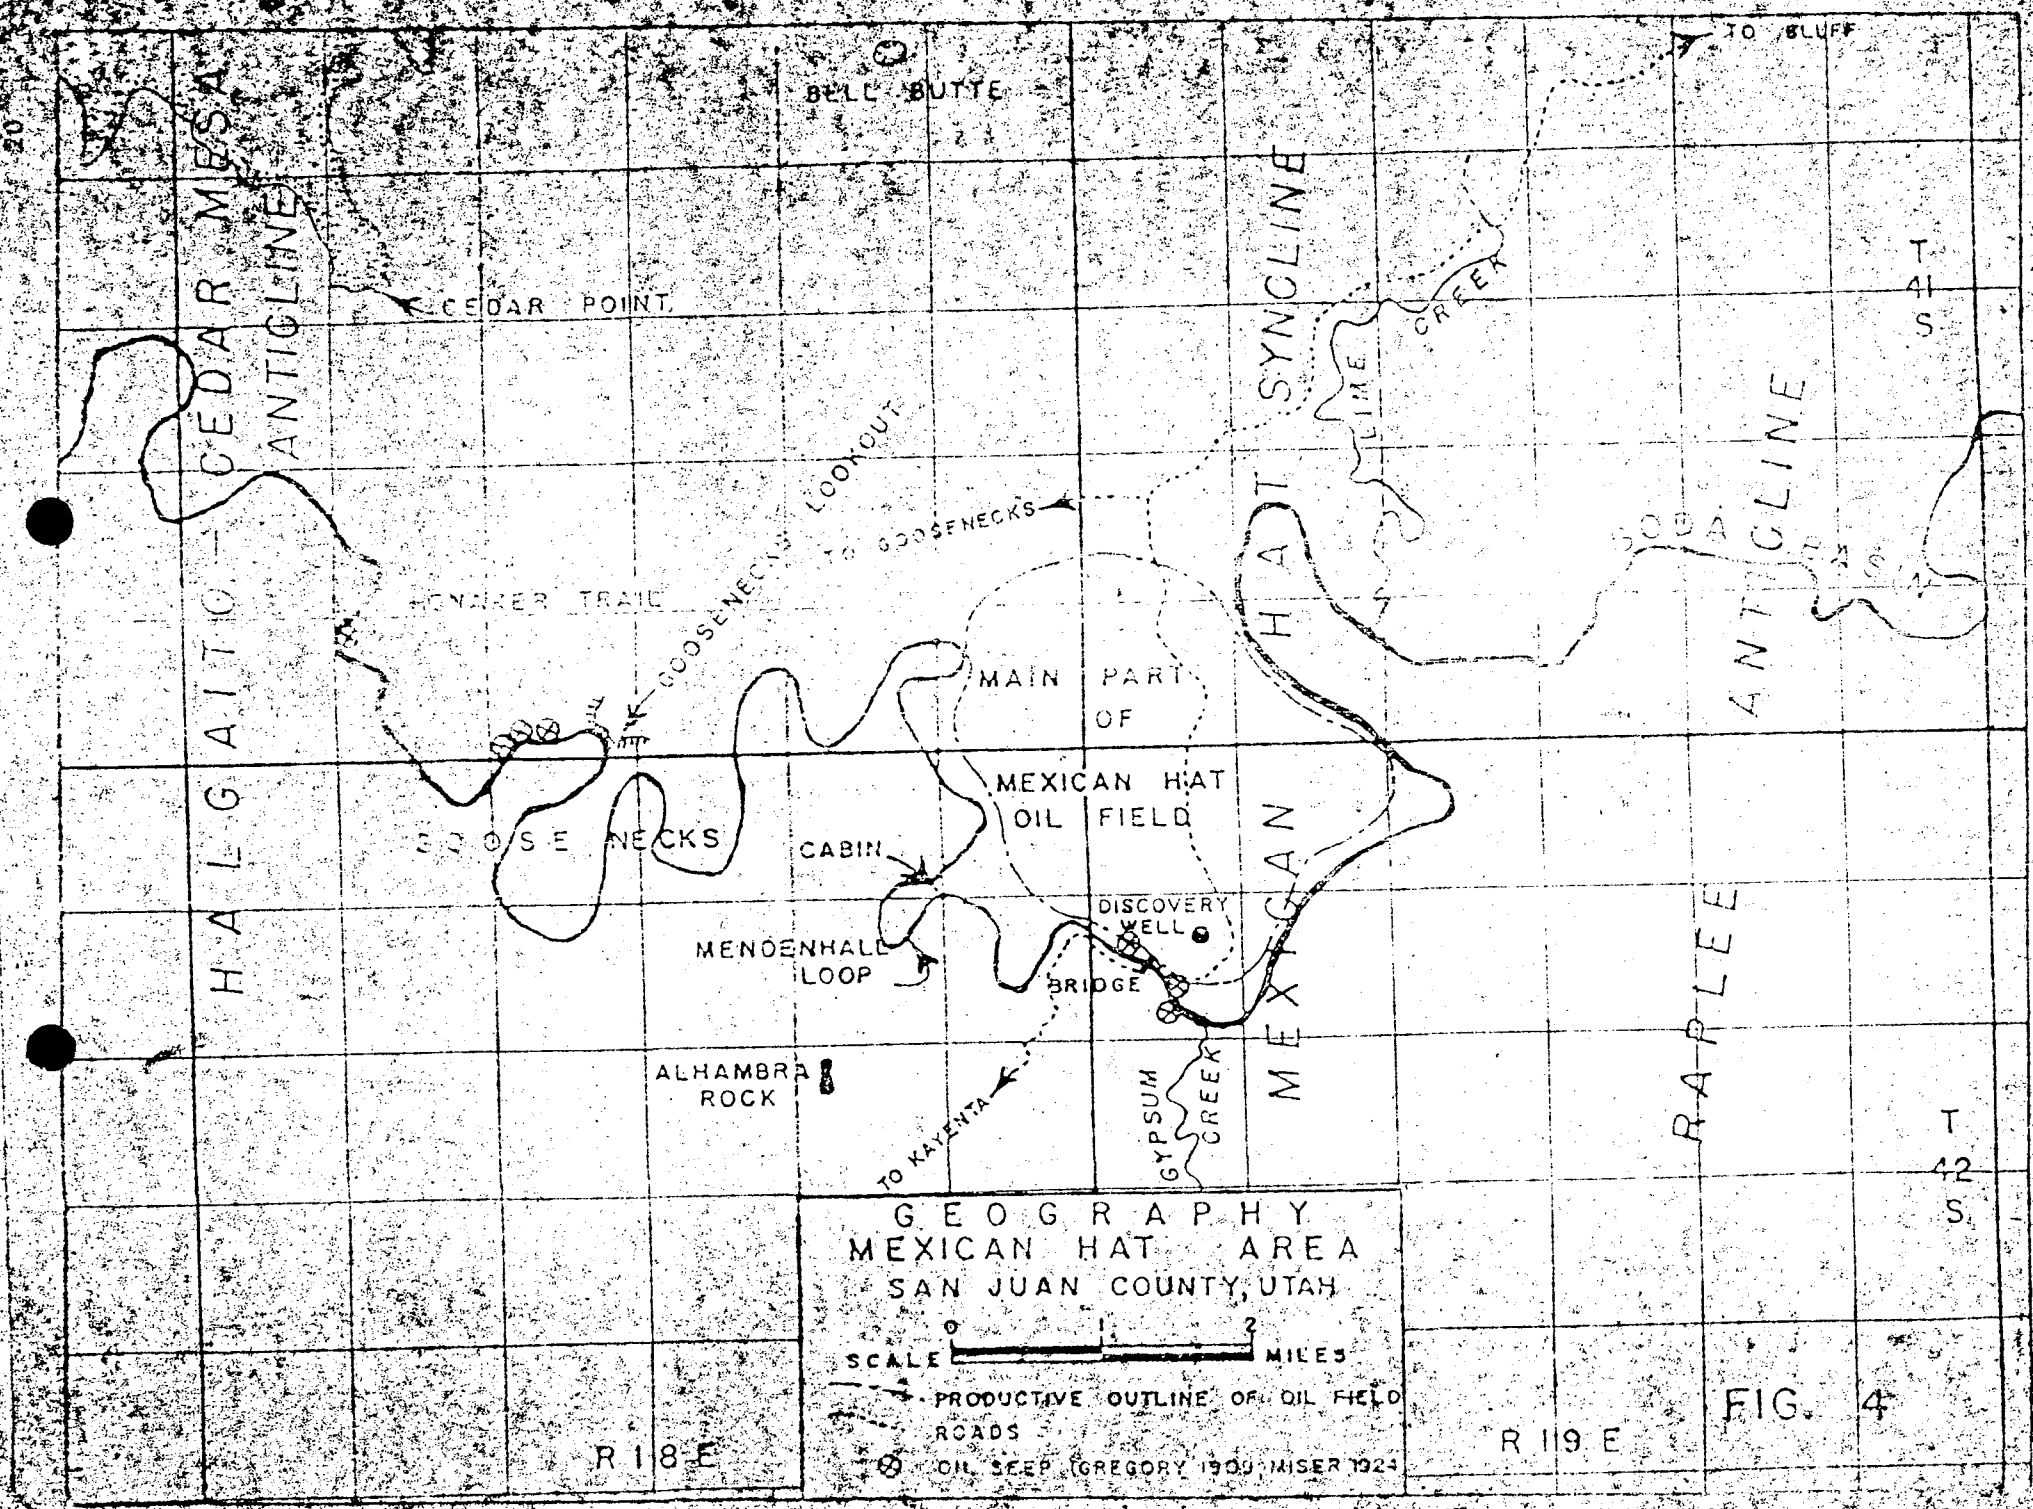 20
TO BLUFF
BELL BUTTE
T
41
S
CEDAR POINT
HALGAITO - CEDAR MESA
ANTICLINE
MEXICAN HAT SYNCLINE
LIME CREEK
RAPLEE ANTICLINE
GOOSENECKS LOOKOUT
TO GOOSENECKS
TRAIL
MAIN PART
OF
MEXICAN HAT
OIL FIELD
GOOSE NECKS
CABIN
DISCOVERY
WELL
MENDENHALL
LOOP
BRIDGE
ALHAMBRA
ROCK
TO KAYENTA
GYPSUM
CREEK
T
42
S
GEOGRAPHY
MEXICAN HAT AREA
SAN JUAN COUNTY, UTAH
0 1 2
SCALE MILES
PRODUCTIVE OUTLINE OF OIL FIELD
ROADS
OIL SEEP (GREGORY 1909, MISER 1924
R 18 E
R 19 E
FIG. 4